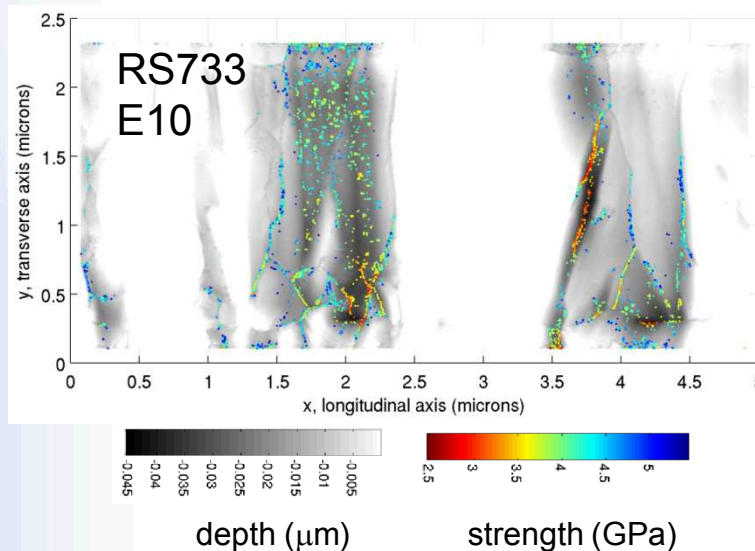 RS733
E10
2.5
2
1.5
1
0.5
0
y, transverse axis (microns)
0 0.5 1 1.5 2 2.5 3 3.5 4 4.5 5
x, longitudinal axis (microns)
-0.045 -0.04 -0.035 -0.03 -0.025 -0.02 -0.015 -0.01 -0.005
2.5 3 3.5 4 4.5 5
depth (μm) strength (GPa)